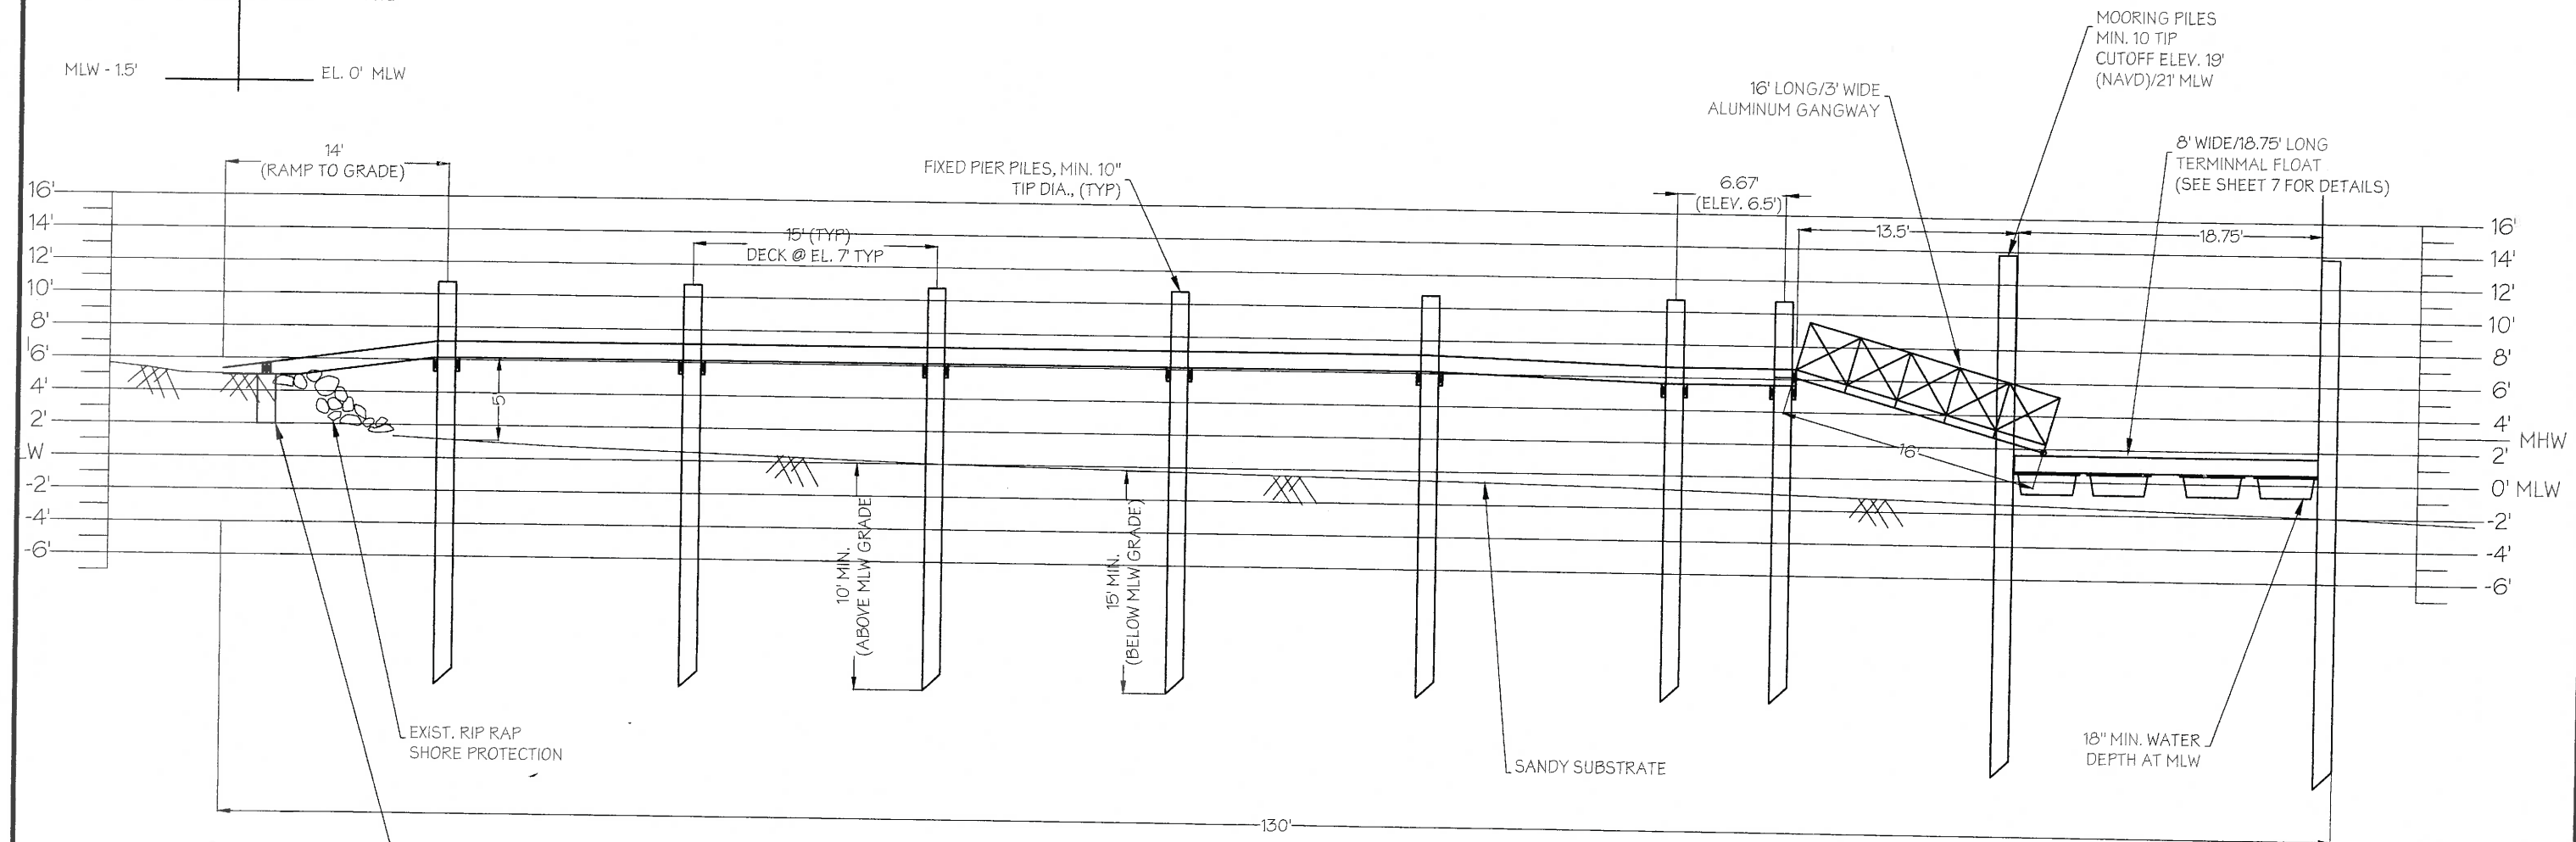 MLW - 1.5'
EL. 0' MLW
14'
(RAMP TO GRADE)
FIXED PIER PILES, MIN. 10"
TIP DIA., (TYP)
15' (TYP)
DECK @ EL. 7' TYP
6.67'
(ELEV. 6.5')
16' LONG/3' WIDE
ALUMINUM GANGWAY
MOORING PILES
MIN. 10 TIP
CUTOFF ELEV. 19'
(NAVD)/21' MLW
8' WIDE/18.75' LONG
TERMINMAL FLOAT
(SEE SHEET 7 FOR DETAILS)
13.5'
18.75'
16'
14'
12'
10'
8'
6'
4'
2'
LW
-2'
-4'
-6'
16'
14'
12'
10'
8'
6'
4'
MHW
2'
0' MLW
-2'
-4'
-6'
5'
16'
10' MIN.
(ABOVE MLW GRADE)
15' MIN.
(BELOW MLW GRADE)
EXIST. RIP RAP
SHORE PROTECTION
SANDY SUBSTRATE
18" MIN. WATER
DEPTH AT MLW
130'